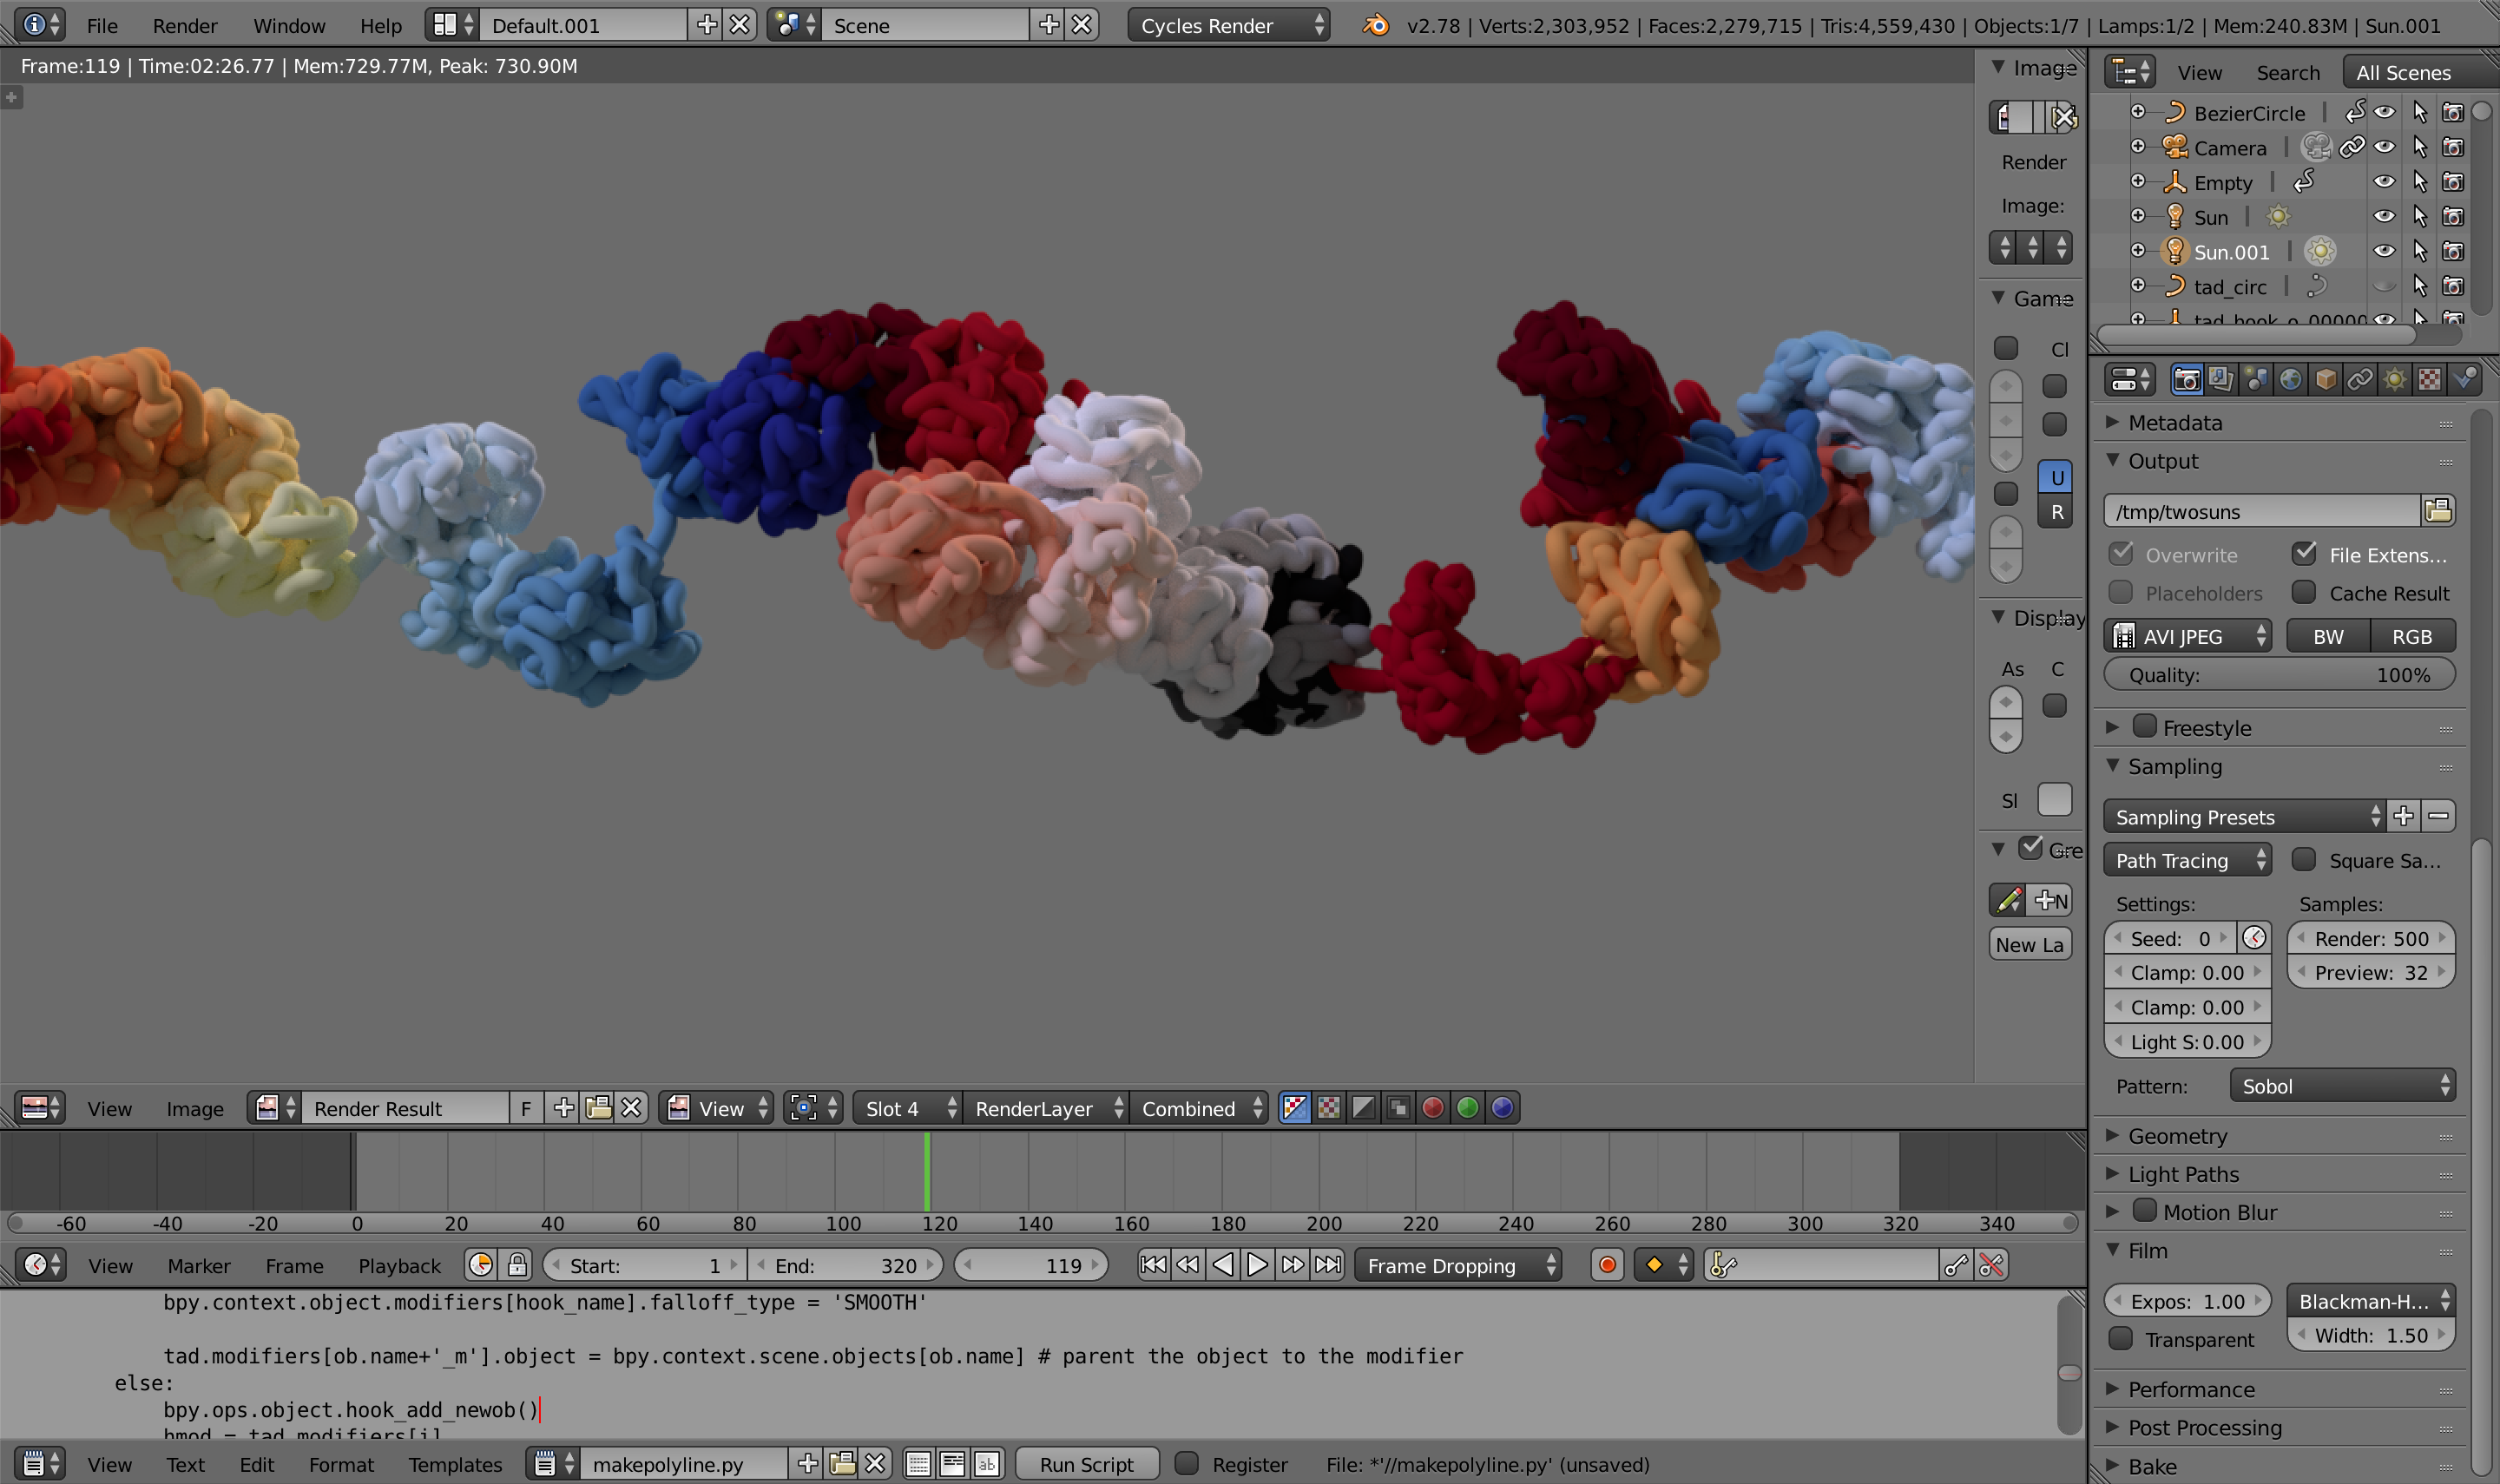 File Render Window Help Default.001 Scene Cycles Render v2.78 | Verts:2,303,952 | Faces:2,279,715 | Tris:4,559,430 | Objects:1/7 | Lamps:1/2 | Mem:240.83M | Sun.001
Frame:119 | Time:02:26.77 | Mem:729.77M, Peak: 730.90M
Image
Render
Image:
Game
Cl
U
R
Display
As C
Sl
Gre
N
New La
View Search All Scenes
BezierCircle
Camera
Empty
Sun
Sun.001
tad_circ
tad_hook_o_00000
Metadata
Output
/tmp/twosuns
Overwrite File Extens...
Placeholders Cache Result
AVI JPEG BW RGB
Quality: 100%
Freestyle
Sampling
Sampling Presets
Path Tracing Square Sa...
Settings: Samples:
Seed: 0 Render: 500
Clamp: 0.00 Preview: 32
Clamp: 0.00
Light S: 0.00
Pattern: Sobol
Geometry
Light Paths
Motion Blur
Film
Expos: 1.00 Blackman-H...
Transparent Width: 1.50
Performance
Post Processing
Bake
View Image Render Result F View Slot 4 RenderLayer Combined
-60 -40 -20 0 20 40 60 80 100 120 140 160 180 200 220 240 260 280 300 320 340
View Marker Frame Playback Start: 1 End: 320 119 Frame Dropping
bpy.context.object.modifiers[hook_name].falloff_type = 'SMOOTH'
tad.modifiers[ob.name+'_m'].object = bpy.context.scene.objects[ob.name] # parent the object to the modifier
else:
bpy.ops.object.hook_add_newob()
hmod = tad.modifiers[i]
View Text Edit Format Templates makepolyline.py ab Run Script Register File: *'//makepolyline.py' (unsaved)